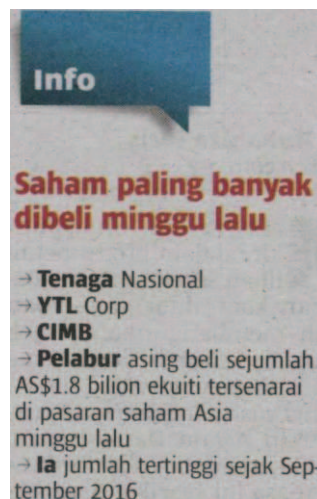 Info
Saham paling banyak
dibeli minggu lalu
→ Tenaga Nasional
→ YTL Corp
→ CIMB
→ Pelabur asing beli sejumlah
AS$1.8 bilion ekuiti tersenarai
di pasaran saham Asia
minggu lalu
→ Ia jumlah tertinggi sejak Sep-
tember 2016